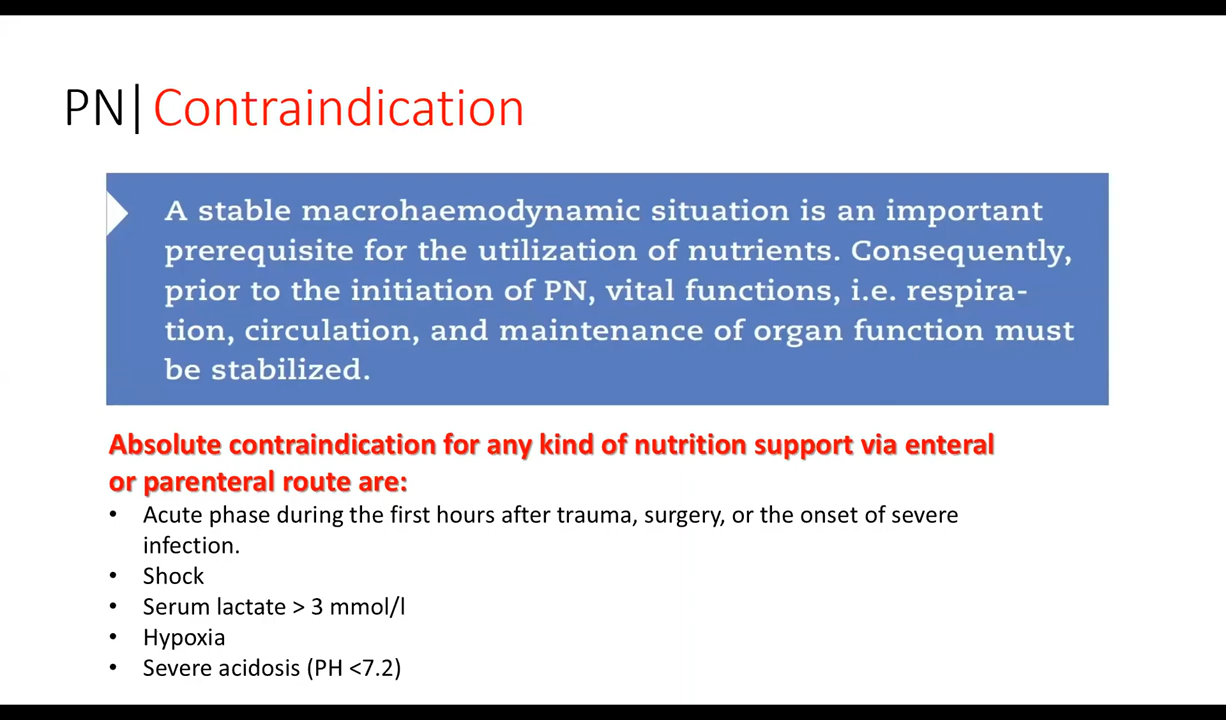 PN|Contraindication
A stable macrohaemodynamic situation is an important
prerequisite for the utilization of nutrients. Consequently,
prior to the initiation of PN, vital functions, i.e. respira-
tion, circulation, and maintenance of organ function must
be stabilized.
Absolute contraindication for any kind of nutrition support via enteral
or parenteral route are:
• Acute phase during the first hours after trauma, surgery, or the onset of severe
infection.
• Shock
• Serum lactate > 3 mmol/l
• Hypoxia
• Severe acidosis (PH <7.2)